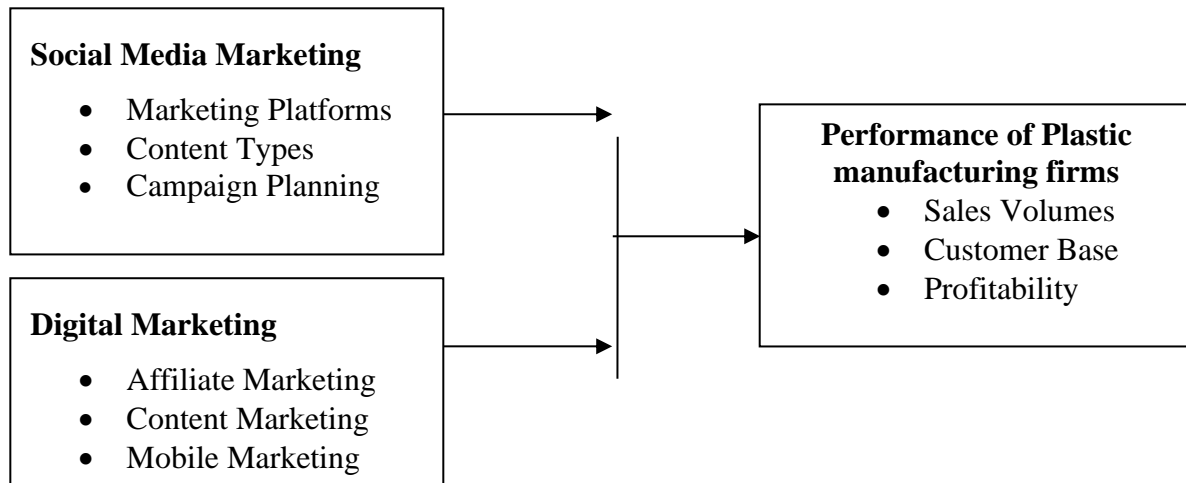 Social Media Marketing
• Marketing Platforms
• Content Types
• Campaign Planning
Digital Marketing
• Affiliate Marketing
• Content Marketing
• Mobile Marketing
Performance of Plastic
manufacturing firms
• Sales Volumes
• Customer Base
• Profitability